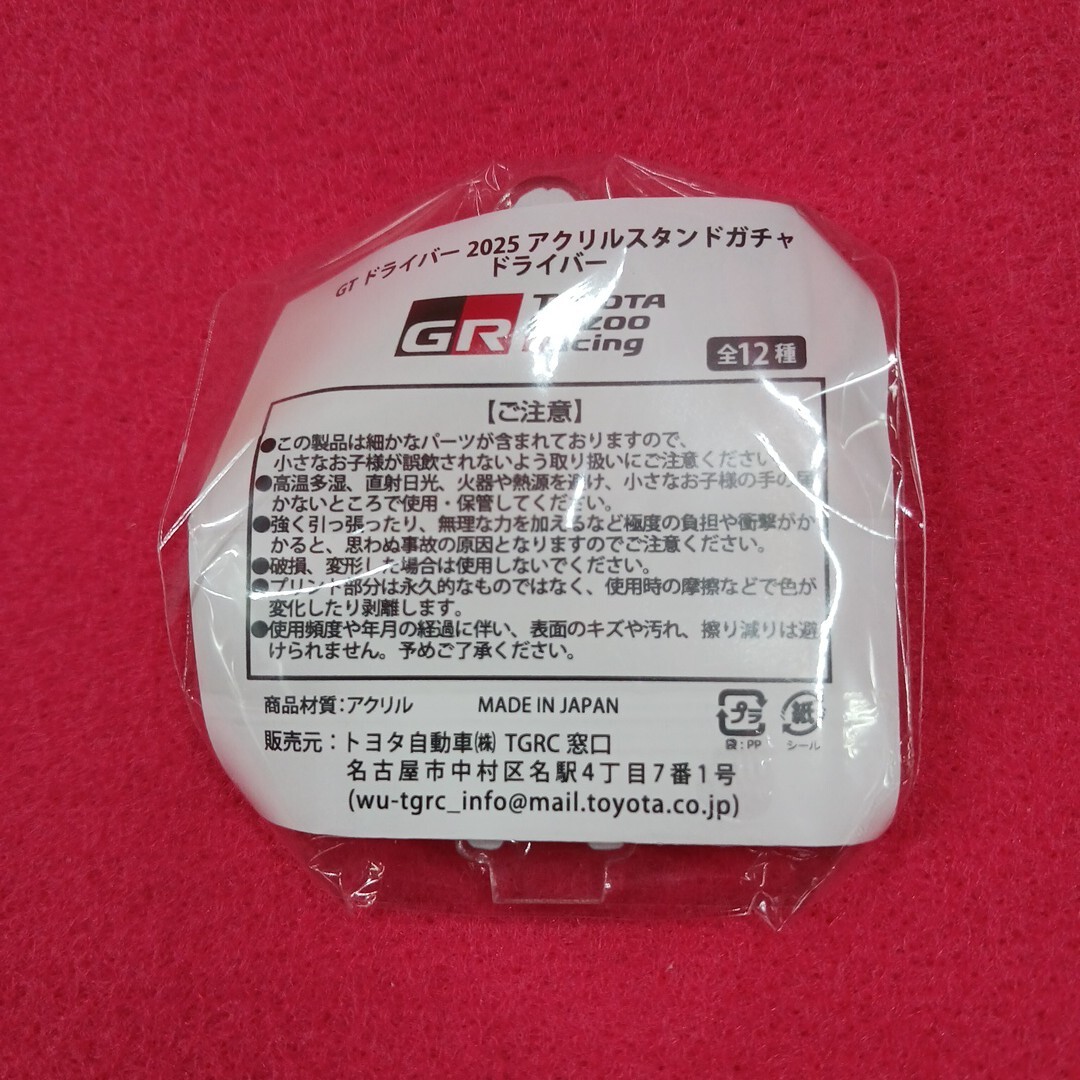 GT ドライバー 2025 アクリルスタンドガチャ
ドライバー
GR TOYOTA
GAZOO
Racing
全12種
【ご注意】
●この製品は細かなパーツが含まれておりますので、
小さなお子様が誤飲されないよう取り扱いにご注意ください
●高温多湿、直射日光、火器や熱源を避け、小さなお子様の手の届
かないところで使用・保管してください。
●強く引っ張ったり、無理な力を加えるなど極度の負担や衝撃がか
かると、思わぬ事故の原因となりますのでご注意ください。
●破損、変形した場合は使用しないでください。
●プリント部分は永久的なものではなく、使用時の摩擦などで色が
変化したり剥離します。
●使用頻度や年月の経過に伴い、表面のキズや汚れ、擦り減りは避
けられません。予めご了承ください。
商品材質：アクリル MADE IN JAPAN
プラ 紙
袋：PP シール
販売元：トヨタ自動車㈱ TGRC 窓口
名古屋市中村区名駅4丁目7番1号
(wu-tgrc_info@mail.toyota.co.jp)